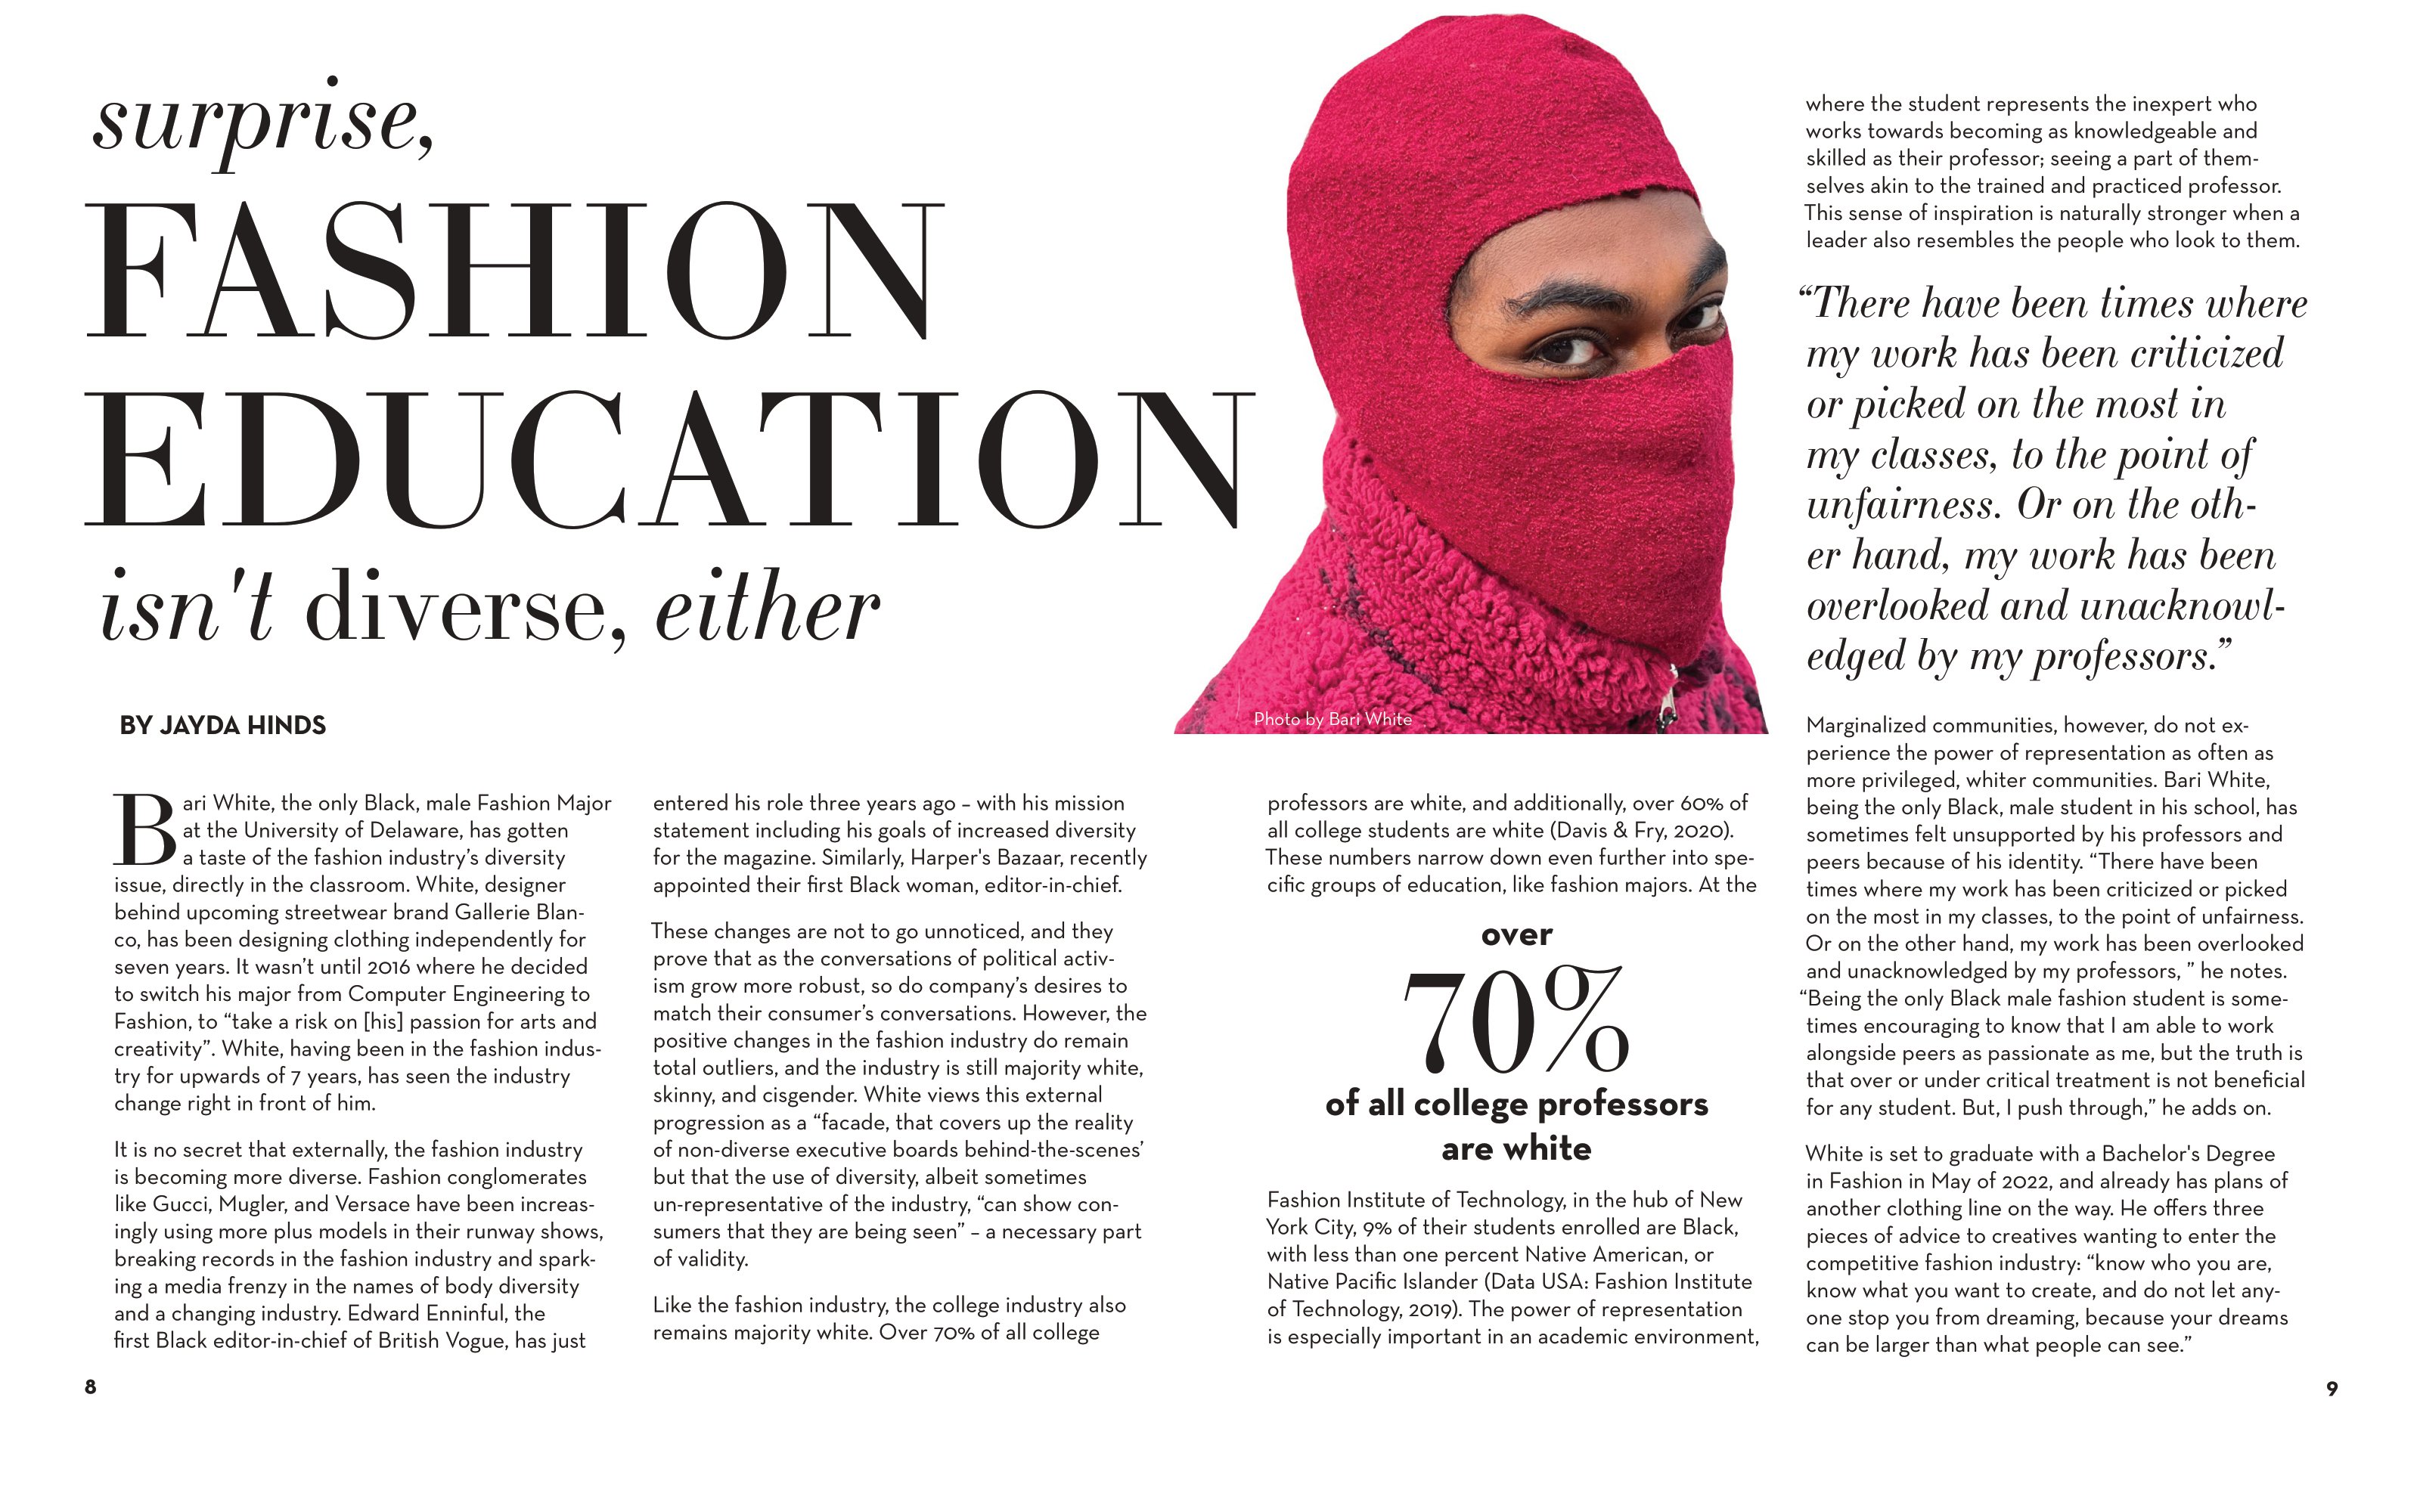 surprise,
FASHION
EDUCATION
isn't diverse, either
BY JAYDA HINDS
Bari White, the only Black, male Fashion Major
at the University of Delaware, has gotten
a taste of the fashion industry’s diversity
issue, directly in the classroom. White, designer
behind upcoming streetwear brand Gallerie Blan-
co, has been designing clothing independently for
seven years. It wasn’t until 2016 where he decided
to switch his major from Computer Engineering to
Fashion, to “take a risk on [his] passion for arts and
creativity”. White, having been in the fashion indus-
try for upwards of 7 years, has seen the industry
change right in front of him.
It is no secret that externally, the fashion industry
is becoming more diverse. Fashion conglomerates
like Gucci, Mugler, and Versace have been increas-
ingly using more plus models in their runway shows,
breaking records in the fashion industry and spark-
ing a media frenzy in the names of body diversity
and a changing industry. Edward Enninful, the
first Black editor-in-chief of British Vogue, has just
entered his role three years ago – with his mission
statement including his goals of increased diversity
for the magazine. Similarly, Harper's Bazaar, recently
appointed their first Black woman, editor-in-chief.
These changes are not to go unnoticed, and they
prove that as the conversations of political activ-
ism grow more robust, so do company’s desires to
match their consumer’s conversations. However, the
positive changes in the fashion industry do remain
total outliers, and the industry is still majority white,
skinny, and cisgender. White views this external
progression as a “facade, that covers up the reality
of non-diverse executive boards behind-the-scenes’
but that the use of diversity, albeit sometimes
un-representative of the industry, “can show con-
sumers that they are being seen” – a necessary part
of validity.
Like the fashion industry, the college industry also
remains majority white. Over 70% of all college
8
Photo by Bari White
professors are white, and additionally, over 60% of
all college students are white (Davis & Fry, 2020).
These numbers narrow down even further into spe-
cific groups of education, like fashion majors. At the
over
70%
of all college professors
are white
Fashion Institute of Technology, in the hub of New
York City, 9% of their students enrolled are Black,
with less than one percent Native American, or
Native Pacific Islander (Data USA: Fashion Institute
of Technology, 2019). The power of representation
is especially important in an academic environment,
where the student represents the inexpert who
works towards becoming as knowledgeable and
skilled as their professor; seeing a part of them-
selves akin to the trained and practiced professor.
This sense of inspiration is naturally stronger when a
leader also resembles the people who look to them.
“There have been times where
my work has been criticized
or picked on the most in
my classes, to the point of
unfairness. Or on the oth-
er hand, my work has been
overlooked and unacknowl-
edged by my professors.”
Marginalized communities, however, do not ex-
perience the power of representation as often as
more privileged, whiter communities. Bari White,
being the only Black, male student in his school, has
sometimes felt unsupported by his professors and
peers because of his identity. “There have been
times where my work has been criticized or picked
on the most in my classes, to the point of unfairness.
Or on the other hand, my work has been overlooked
and unacknowledged by my professors, ” he notes.
“Being the only Black male fashion student is some-
times encouraging to know that I am able to work
alongside peers as passionate as me, but the truth is
that over or under critical treatment is not beneficial
for any student. But, I push through,” he adds on.
White is set to graduate with a Bachelor's Degree
in Fashion in May of 2022, and already has plans of
another clothing line on the way. He offers three
pieces of advice to creatives wanting to enter the
competitive fashion industry: “know who you are,
know what you want to create, and do not let any-
one stop you from dreaming, because your dreams
can be larger than what people can see.”
9